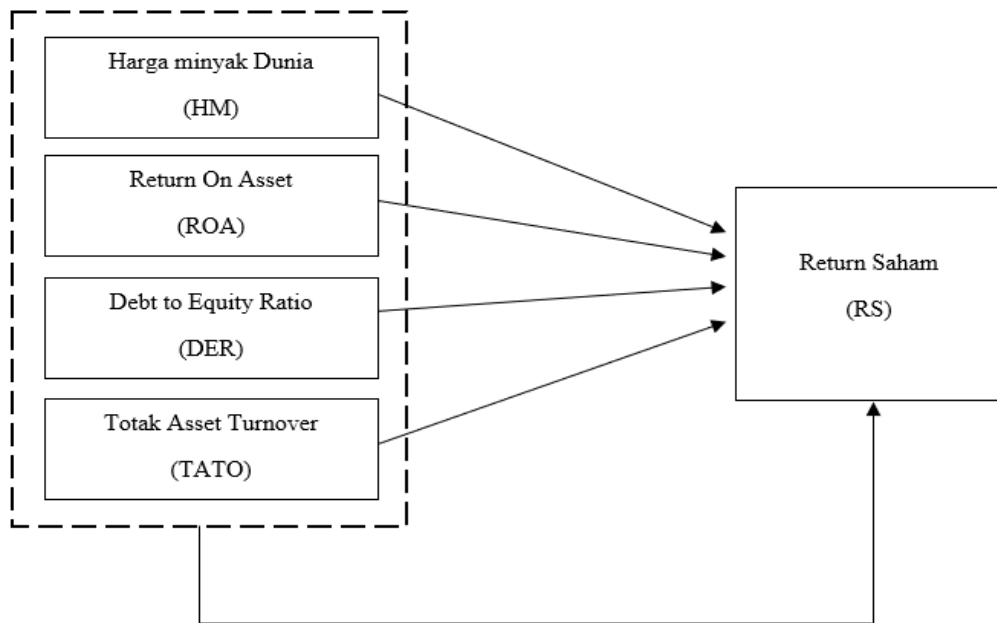 Harga minyak Dunia
(HM)
Return On Asset
(ROA)
Debt to Equity Ratio
(DER)
Totak Asset Turnover
(TATO)
Return Saham
(RS)